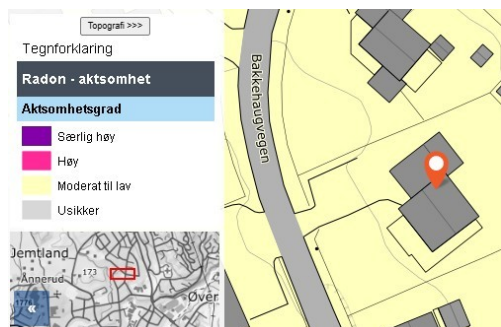 Topografi >>>
Tegnforklaring
Radon - aktsomhet
Aktsomhetsgrad
Særlig høy
Høy
Moderat til lav
Usikker
Jemtland
173
Annerud
Øver
«
Bakkehaugvegen